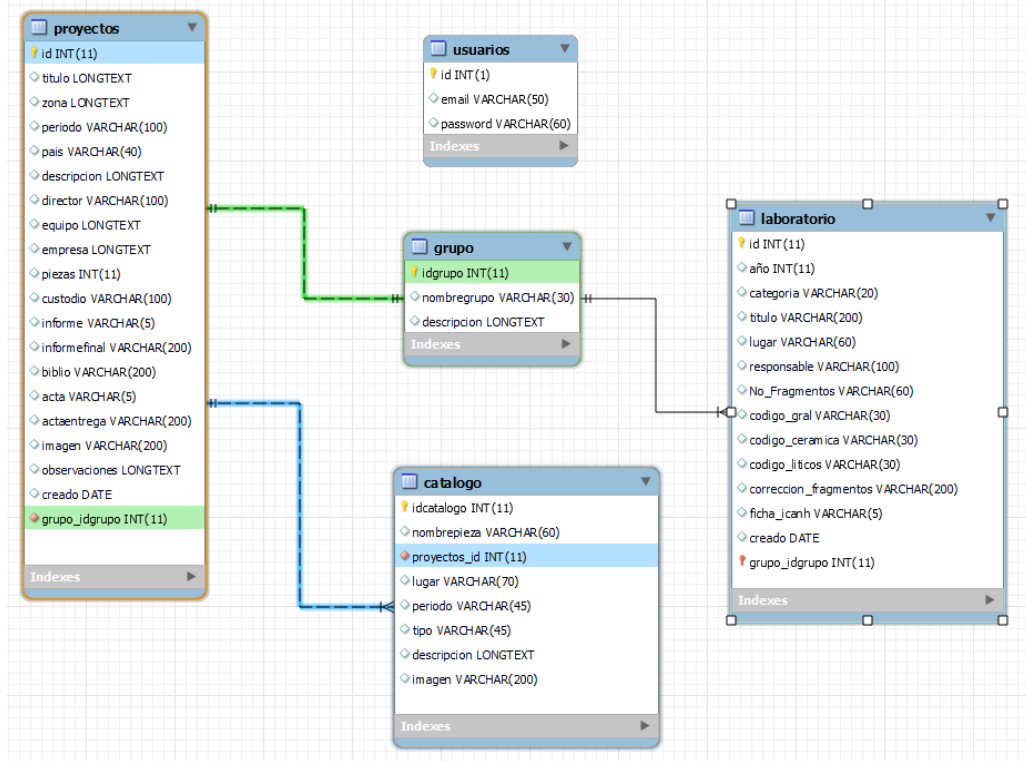 proyectos
id INT(11)
titulo LONGTEXT
zona LONGTEXT
periodo VARCHAR(100)
pais VARCHAR(40)
descripcion LONGTEXT
director VARCHAR(100)
equipo LONGTEXT
empresa LONGTEXT
piezas INT(11)
custodio VARCHAR(100)
informe VARCHAR(5)
informefinal VARCHAR(200)
biblio VARCHAR(200)
acta VARCHAR(5)
actaentrega VARCHAR(200)
imagen VARCHAR(200)
observaciones LONGTEXT
creado DATE
grupo_idgrupo INT(11)
Indexes
usuarios
id INT(1)
email VARCHAR(50)
password VARCHAR(60)
Indexes
grupo
idgrupo INT(11)
nombregrupo VARCHAR(30)
descripcion LONGTEXT
Indexes
catalogo
idcatalogo INT(11)
nombrepieza VARCHAR(60)
proyectos_id INT(11)
lugar VARCHAR(70)
periodo VARCHAR(45)
tipo VARCHAR(45)
descripcion LONGTEXT
imagen VARCHAR(200)
Indexes
laboratorio
id INT(11)
año INT(11)
categoria VARCHAR(20)
titulo VARCHAR(200)
lugar VARCHAR(60)
responsable VARCHAR(100)
No_Fragmentos VARCHAR(60)
codigo_gral VARCHAR(30)
codigo_ceramica VARCHAR(30)
codigo_liticos VARCHAR(30)
correccion_fragmentos VARCHAR(200)
ficha_icanh VARCHAR(5)
creado DATE
grupo_idgrupo INT(11)
Indexes